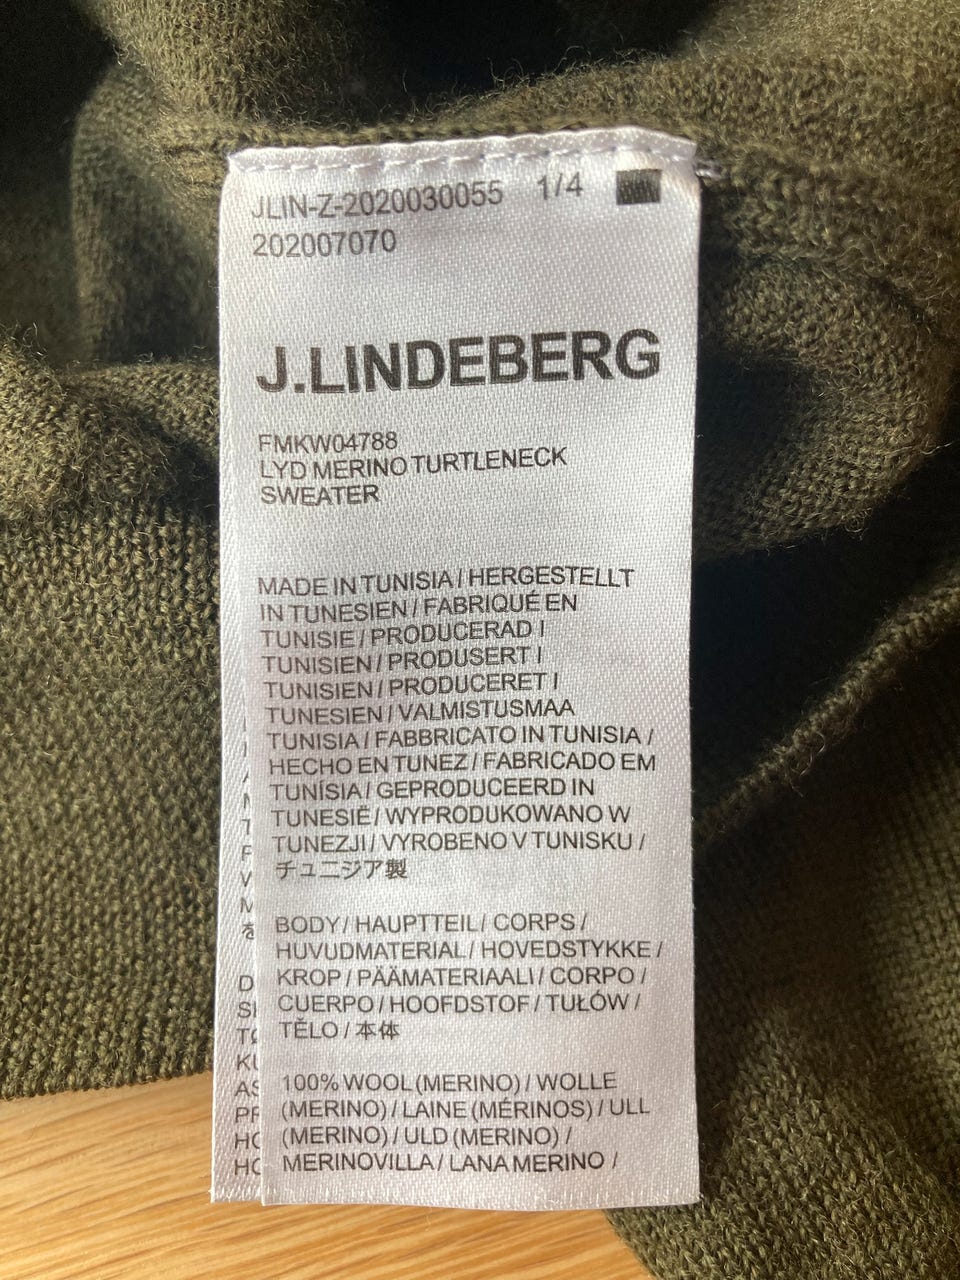 JLIN-Z-2020030055 1/4
202007070
J.LINDEBERG
FMKW04788
LYD MERINO TURTLENECK
SWEATER
MADE IN TUNISIA / HERGESTELLT
IN TUNESIEN / FABRIQUÉ EN
TUNISIE / PRODUCERAD I
TUNISIEN / PRODUSERT I
TUNISIEN / PRODUCERET I
TUNESIEN / VALMISTUSMAA
TUNISIA / FABBRICATO IN TUNISIA /
HECHO EN TUNEZ / FABRICADO EM
TUNÍSIA / GEPRODUCEERD IN
TUNESIË / WYPRODUKOWANO W
TUNEZJI / VYROBENO V TUNISKU /
チュニジア製
BODY / HAUPTTEIL / CORPS /
HUVUDMATERIAL / HOVEDSTYKKE /
KROP / PÄÄMATERIAALI / CORPO /
CUERPO / HOOFDSTOF / TUŁÓW /
TĚLO / 本体
100% WOOL (MERINO) / WOLLE
(MERINO) / LAINE (MÉRINOS) / ULL
(MERINO) / ULD (MERINO) /
MERINOVILLA / LANA MERINO /